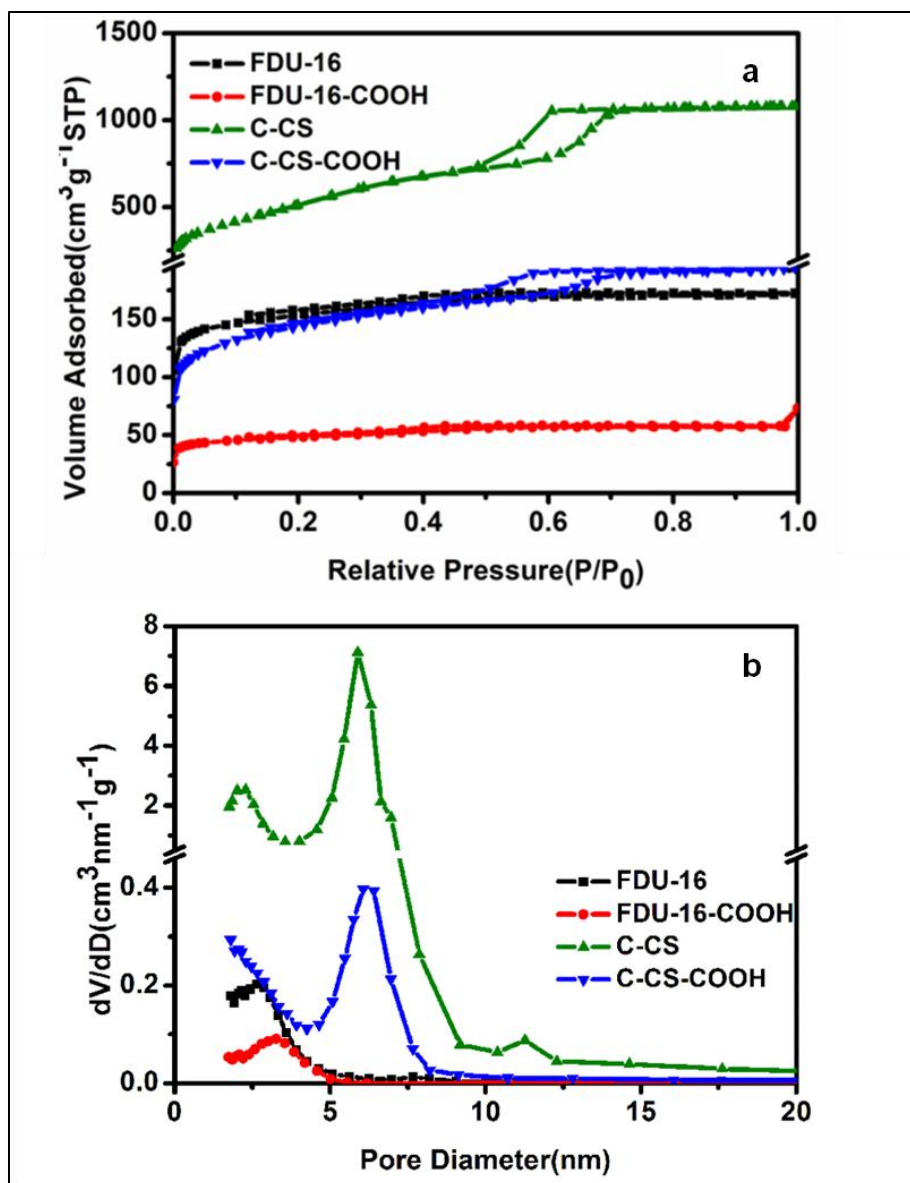 a
FDU-16
FDU-16-COOH
C-CS
C-CS-COOH
1500
1000
500
150
100
50
0
Volume Adsorbed(cm³g⁻¹STP)
0.0 0.2 0.4 0.6 0.8 1.0
Relative Pressure(P/P₀)
b
8
6
4
2
0.4
0.2
0.0
dV/dD(cm³nm⁻¹g⁻¹)
FDU-16
FDU-16-COOH
C-CS
C-CS-COOH
0 5 10 15 20
Pore Diameter(nm)